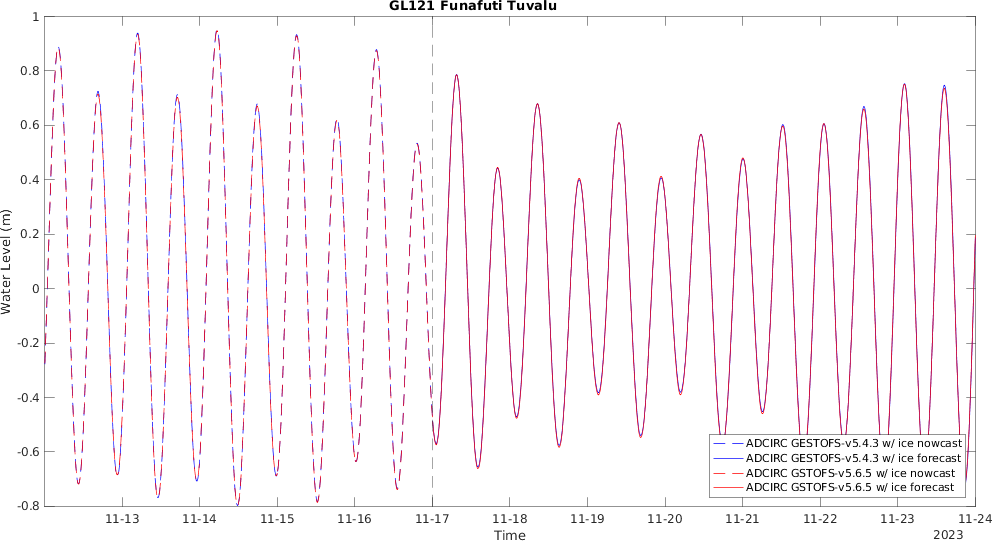 GL121 Funafuti Tuvalu
1
0.8
0.6
0.4
0.2
0
-0.2
-0.4
-0.6
-0.8
Water Level (m)
ADCIRC GESTOFS-v5.4.3 w/ ice nowcast
ADCIRC GESTOFS-v5.4.3 w/ ice forecast
ADCIRC GSTOFS-v5.6.5 w/ ice nowcast
ADCIRC GSTOFS-v5.6.5 w/ ice forecast
11-13 11-14 11-15 11-16 11-17 11-18 11-19 11-20 11-21 11-22 11-23 11-24
Time
2023